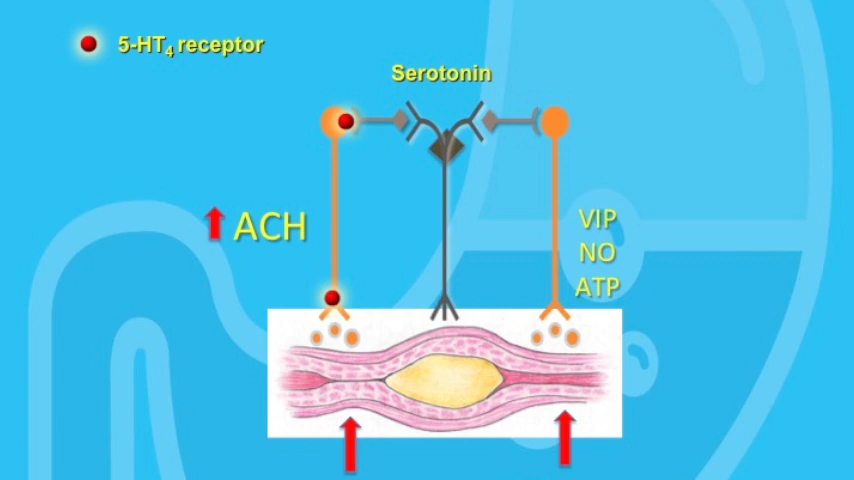 5-HT₄ receptor
Serotonin
ACH
VIP
NO
ATP